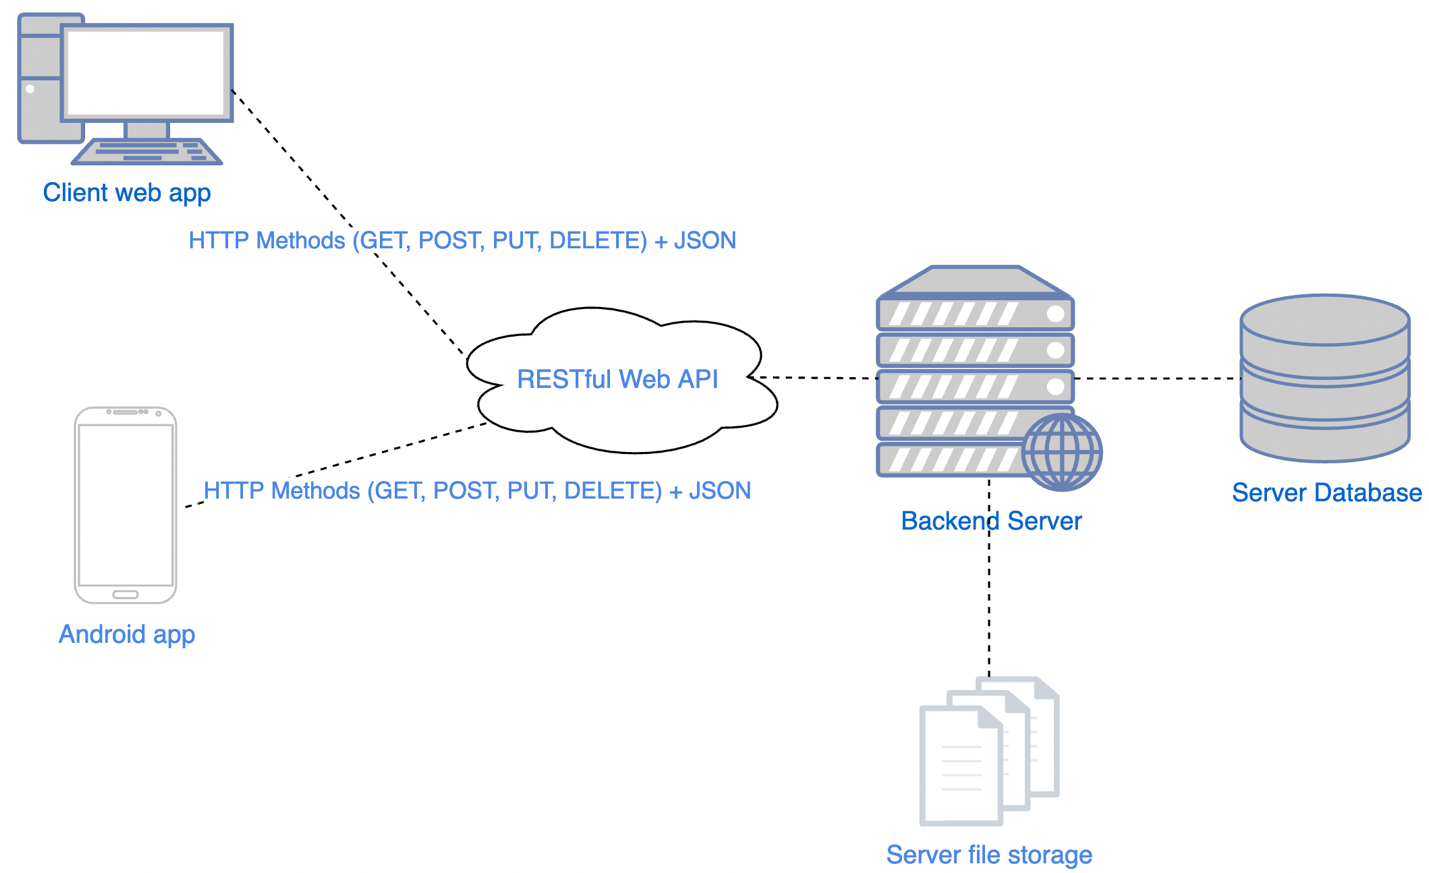 Client web app
HTTP Methods (GET, POST, PUT, DELETE) + JSON
RESTful Web API
HTTP Methods (GET, POST, PUT, DELETE) + JSON
Server Database
Backend Server
Android app
Server file storage